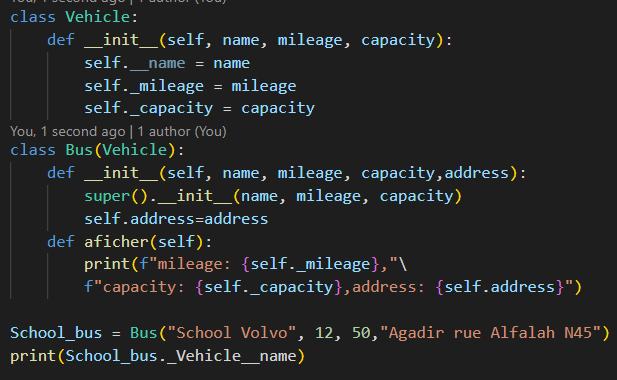 You, 1 second ago | 1 author (You)
class Vehicle:
    def __init__(self, name, mileage, capacity):
        self.__name = name
        self._mileage = mileage
        self._capacity = capacity
You, 1 second ago | 1 author (You)
class Bus(Vehicle):
    def __init__(self, name, mileage, capacity,address):
        super().__init__(name, mileage, capacity)
        self.address=address
    def aficher(self):
        print(f"mileage: {self._mileage},"\
        f"capacity: {self._capacity},address: {self.address}")

School_bus = Bus("School Volvo", 12, 50,"Agadir rue Alfalah N45")
print(School_bus._Vehicle__name)